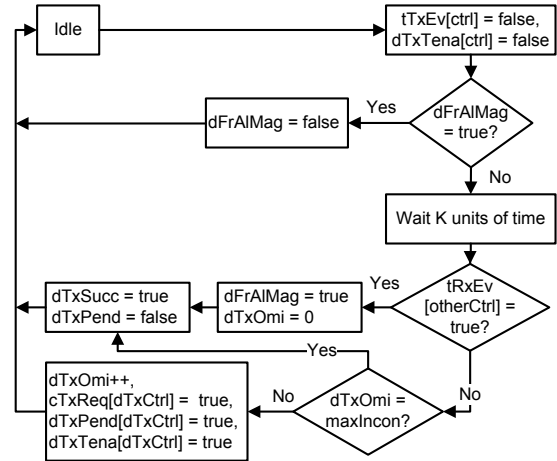 Idle
tTxEv[ctrl] = false,
dTxTena[ctrl] = false
dFrAlMag
= true?
Yes
dFrAlMag = false
No
Wait K units of time
tRxEv
[otherCtrl] =
true?
Yes
dFrAlMag = true
dTxOmi = 0
dTxSucc = true
dTxPend = false
No
dTxOmi =
maxIncon?
Yes
No
dTxOmi++,
cTxReq[dTxCtrl] = true,
dTxPend[dTxCtrl] = true,
dTxTena[dTxCtrl] = true